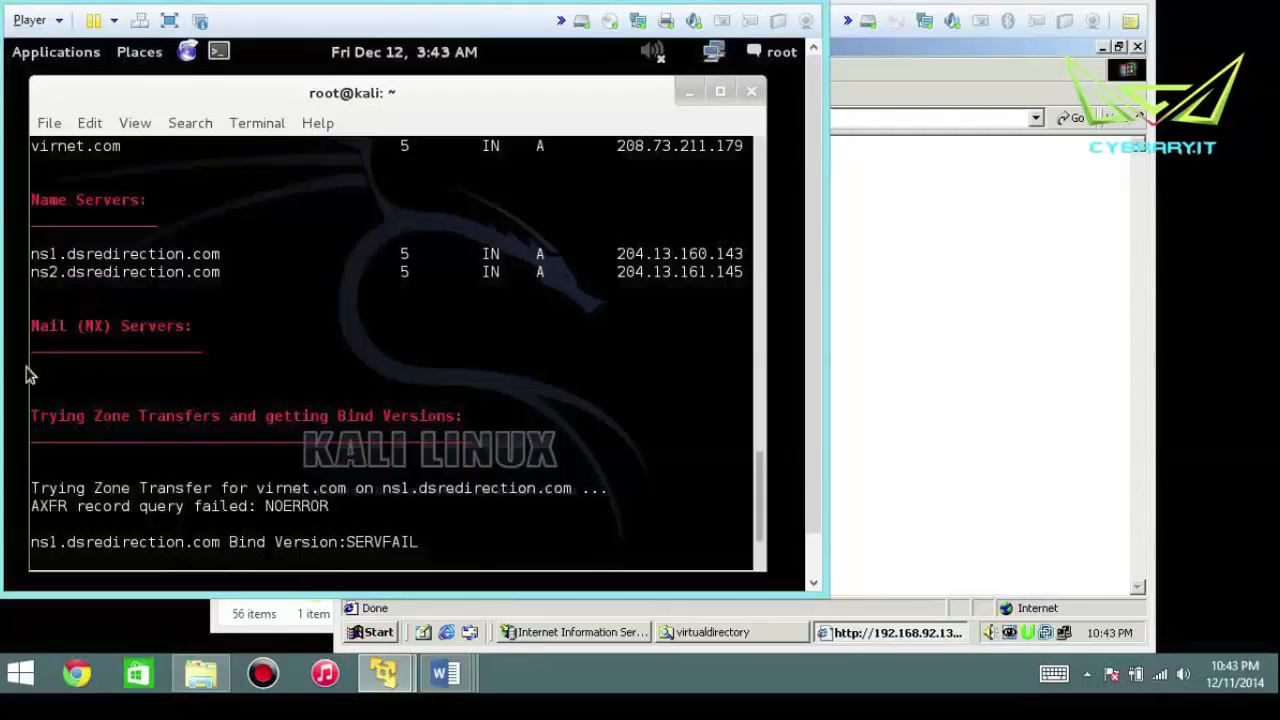 Player
Applications Places Fri Dec 12, 3:43 AM root
root@kali: ~
File Edit View Search Terminal Help
virnet.com 5 IN A 208.73.211.179
Name Servers:
ns1.dsredirection.com 5 IN A 204.13.160.143
ns2.dsredirection.com 5 IN A 204.13.161.145
Mail (MX) Servers:
Trying Zone Transfers and getting Bind Versions:
KALI LINUX
Trying Zone Transfer for virnet.com on ns1.dsredirection.com ...
AXFR record query failed: NOERROR
ns1.dsredirection.com Bind Version:SERVFAIL
Go
CYBRARY.IT
56 items 1 item
Done Internet
Start Internet Information Ser... virtualdirectory http://192.168.92.13... 10:43 PM
10:43 PM
12/11/2014